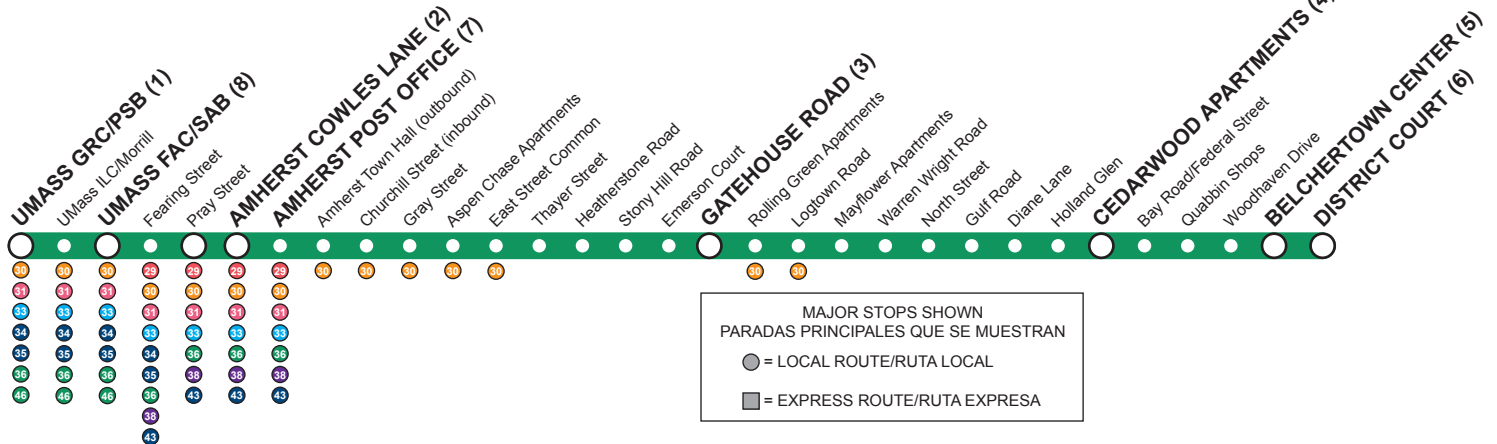 UMASS GRC/PSB (1)
UMass ILC/Morrill
UMASS FAC/SAB (8)
Fearing Street
Pray Street
AMHERST COWLES LANE (2)
AMHERST POST OFFICE (7)
Amherst Town Hall (outbound)
Churchill Street (inbound)
Gray Street
Aspen Chase Apartments
East Street Common
Thayer Street
Heatherstone Road
Stony Hill Road
Emerson Court
GATEHOUSE ROAD (3)
Rolling Green Apartments
Logtown Road
Mayflower Apartments
Warren Wright Road
North Street
Gulf Road
Diane Lane
Holland Glen
CEDARWOOD APARTMENTS (4)
Bay Road/Federal Street
Quabbin Shops
Woodhaven Drive
BELCHERTOWN CENTER (5)
DISTRICT COURT (6)
30 30 30 29 29 29 29 30 30 30 30 30 30 30
31 31 31 30 30 30 30
33 33 33 31 31 31 31
34 34 34 33 33 33 33
35 35 35 34 36 36 36
36 36 36 35 38 38 38
46 46 46 36 43 43 43
38
43
MAJOR STOPS SHOWN
PARADAS PRINCIPALES QUE SE MUESTRAN
= LOCAL ROUTE/RUTA LOCAL
= EXPRESS ROUTE/RUTA EXPRESA